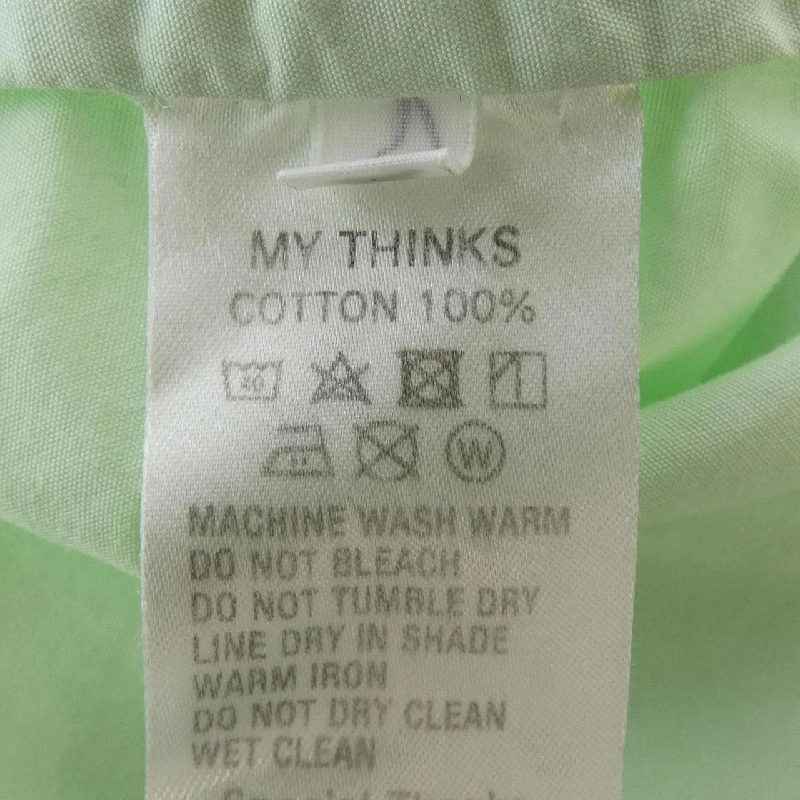 MY THINKS
COTTON 100%
40
W
MACHINE WASH WARM
DO NOT BLEACH
DO NOT TUMBLE DRY
LINE DRY IN SHADE
WARM IRON
DO NOT DRY CLEAN
WET CLEAN